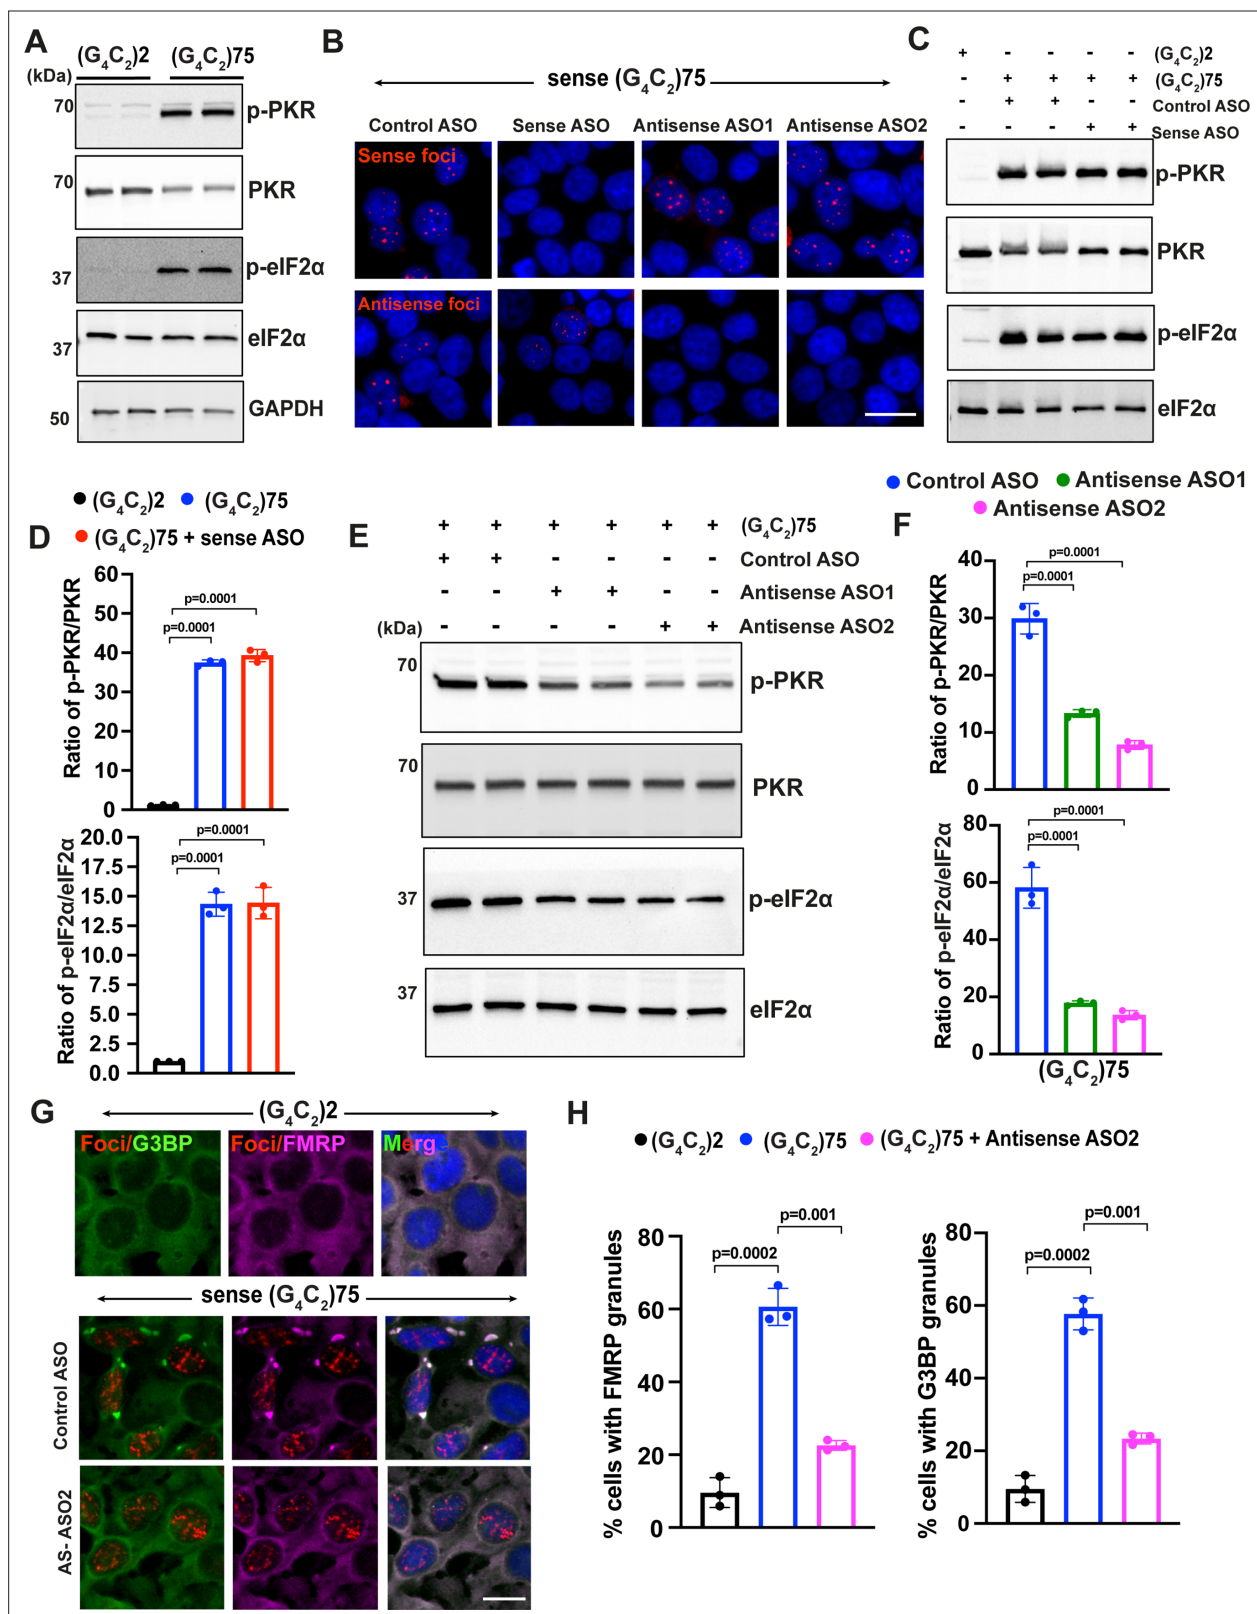 A
(G4C2)2 (G4C2)75
(kDa)
70
p-PKR
70
PKR
37
p-eIF2α
37
eIF2α
50
GAPDH
B
sense (G4C2)75
Control ASO Sense ASO Antisense ASO1 Antisense ASO2
Sense foci
Antisense foci
C
+ - - - - (G4C2)2
- + + + + (G4C2)75
- + + - - Control ASO
- - - + + Sense ASO
p-PKR
PKR
p-eIF2α
eIF2α
D
(G4C2)2 (G4C2)75
(G4C2)75 + sense ASO
Ratio of p-PKR/PKR
60
50
40
30
20
10
0
p=0.0001
p=0.0001
Ratio of p-eIF2α/eIF2α
20.0
17.5
15.0
12.5
10.0
7.5
5.0
2.5
0.0
p=0.0001
p=0.0001
E
+ + + + + + (G4C2)75
+ + - - - - Control ASO
- - + + - - Antisense ASO1
(kDa) - - - - + + Antisense ASO2
70
p-PKR
70
PKR
37
p-eIF2α
37
eIF2α
F
Control ASO Antisense ASO1
Antisense ASO2
Ratio of p-PKR/PKR
40
30
20
10
0
p=0.0001
p=0.0001
Ratio of p-eIF2α/eIF2α
80
60
40
20
0
p=0.0001
p=0.0001
(G4C2)75
G
(G4C2)2
Foci/G3BP Foci/FMRP Merg
sense (G4C2)75
Control ASO
AS- ASO2
H
(G4C2)2 (G4C2)75 (G4C2)75 + Antisense ASO2
% cells with FMRP granules
80
60
40
20
0
p=0.0002
p=0.001
% cells with G3BP granules
80
60
40
20
0
p=0.0002
p=0.001